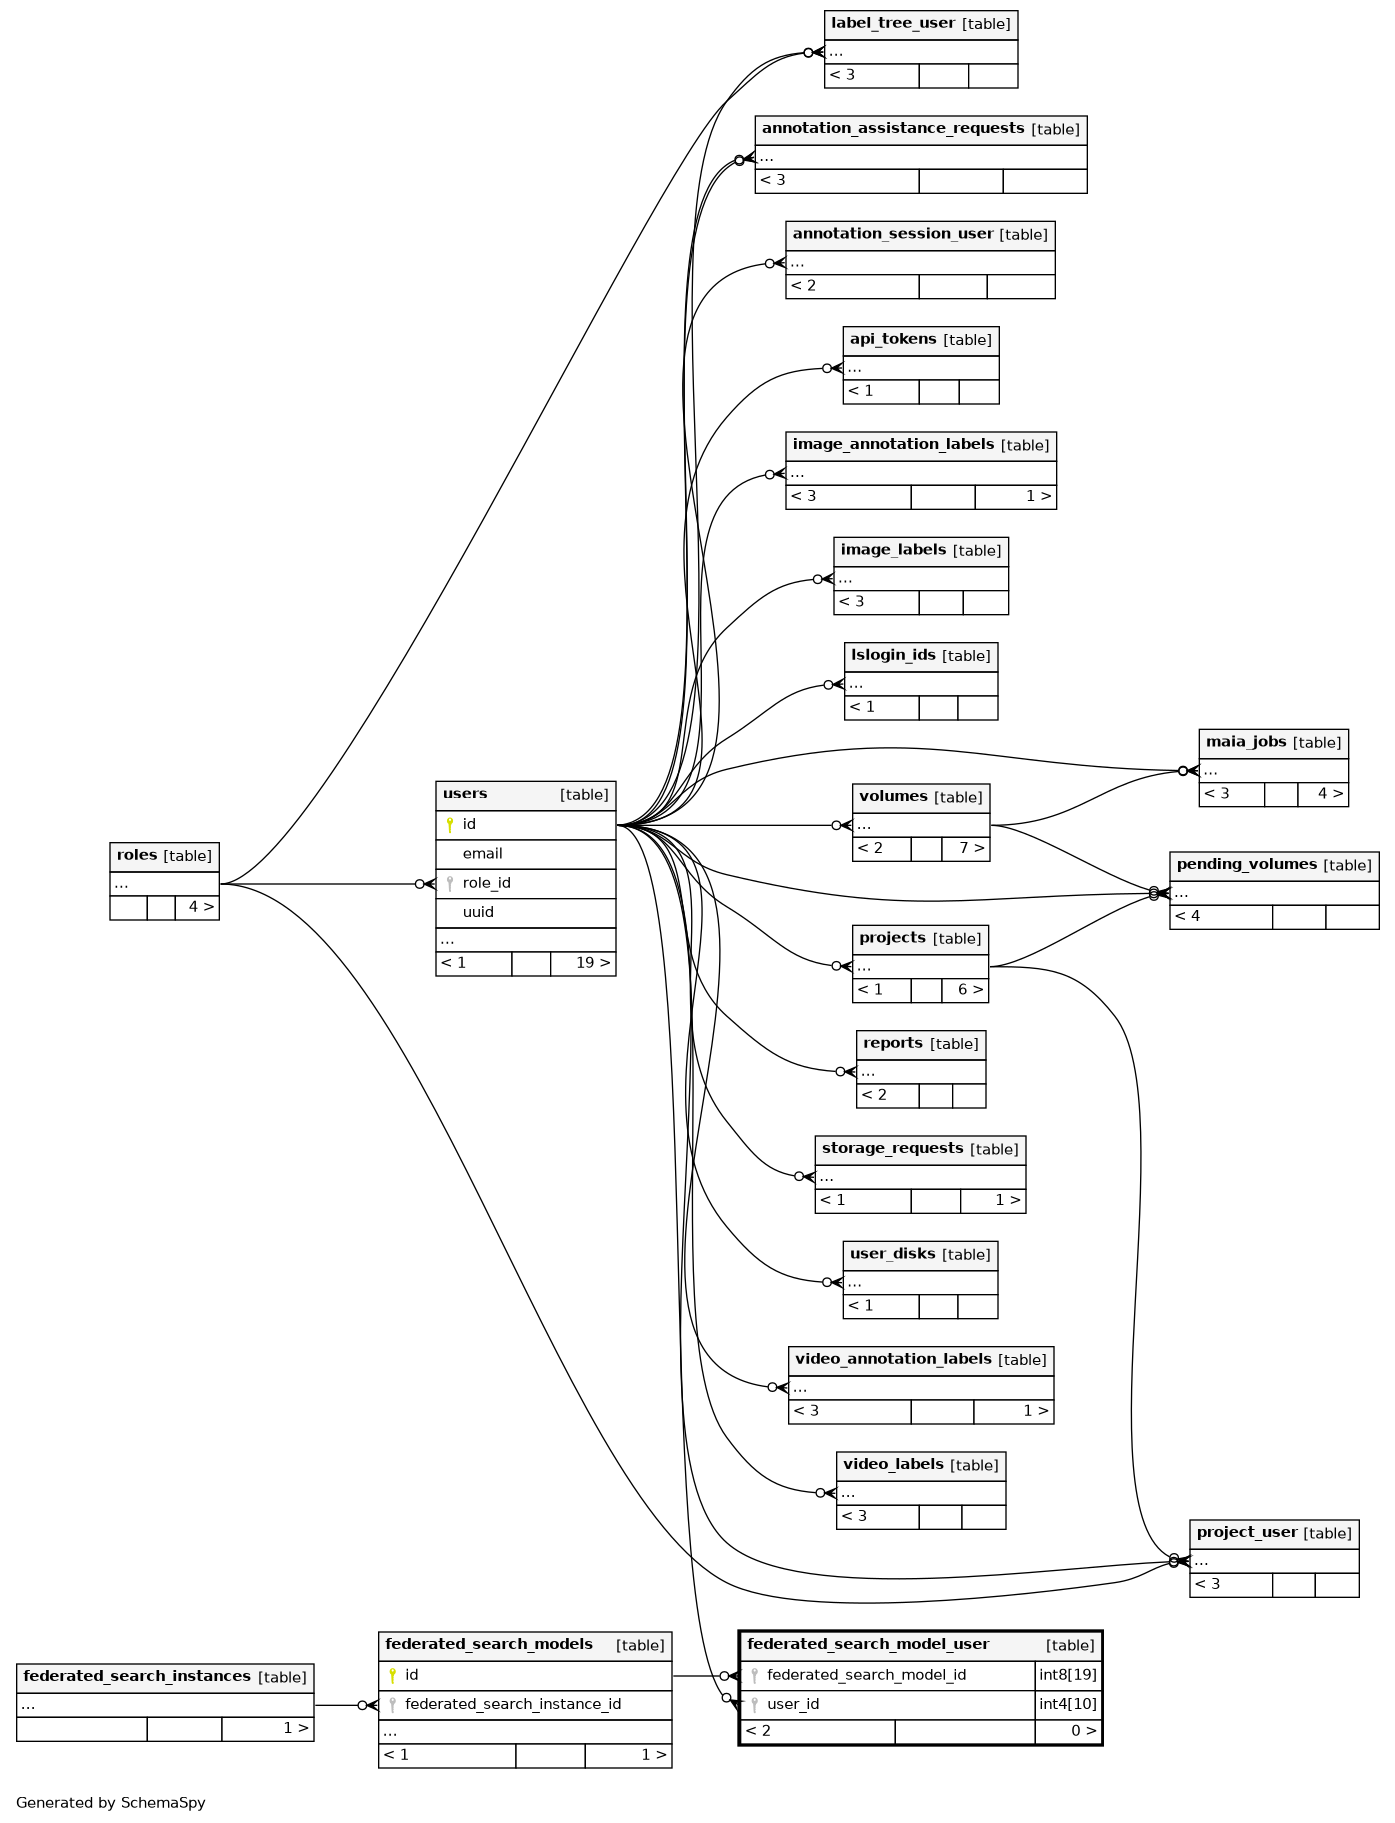 label_tree_user [table]
...
< 3
annotation_assistance_requests [table]
...
< 3
annotation_session_user [table]
...
< 2
api_tokens [table]
...
< 1
image_annotation_labels [table]
...
< 3 1 >
image_labels [table]
...
< 3
lslogin_ids [table]
...
< 1
maia_jobs [table]
...
< 3 4 >
volumes [table]
...
< 2 7 >
users [table]
id
email
role_id
uuid
...
< 1 19 >
roles [table]
...
4 >
pending_volumes [table]
...
< 4
projects [table]
...
< 1 6 >
reports [table]
...
< 2
storage_requests [table]
...
< 1 1 >
user_disks [table]
...
< 1
video_annotation_labels [table]
...
< 3 1 >
video_labels [table]
...
< 3
project_user [table]
...
< 3
federated_search_instances [table]
...
1 >
federated_search_models [table]
id
federated_search_instance_id
...
< 1 1 >
federated_search_model_user [table]
federated_search_model_id int8[19]
user_id int4[10]
< 2 0 >
Generated by SchemaSpy